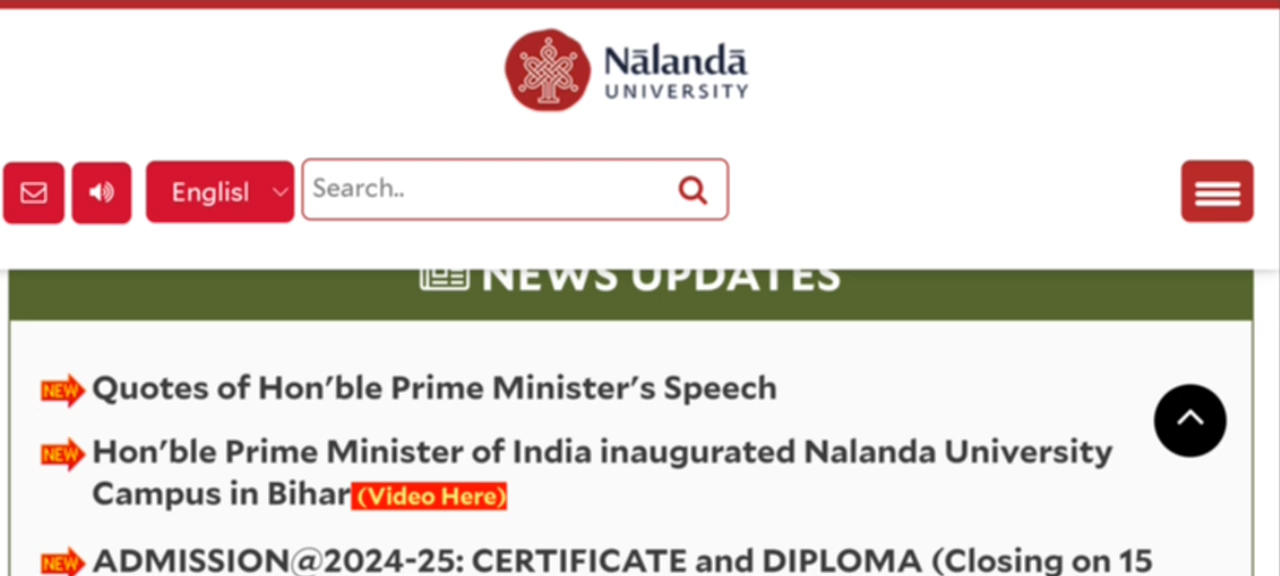 Nālandā
UNIVERSITY
Englisl
Search..
NEWS UPDATES
NEW Quotes of Hon'ble Prime Minister's Speech
NEW Hon'ble Prime Minister of India inaugurated Nalanda University
Campus in Bihar (Video Here)
NEW ADMISSION@2024-25: CERTIFICATE and DIPLOMA (Closing on 15